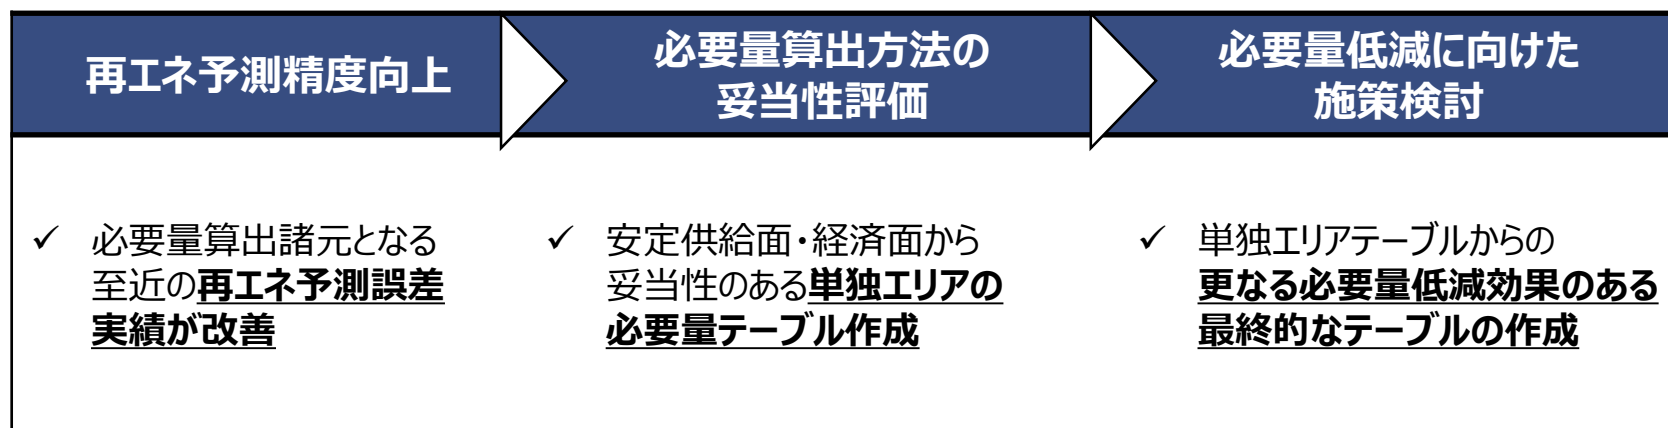 再エネ予測精度向上
必要量算出方法の
妥当性評価
必要量低減に向けた
施策検討
✓ 必要量算出諸元となる
至近の再エネ予測誤差
実績が改善
✓ 安定供給面・経済面から
妥当性のある単独エリアの
必要量テーブル作成
✓ 単独エリアテーブルからの
更なる必要量低減効果のある
最終的なテーブルの作成